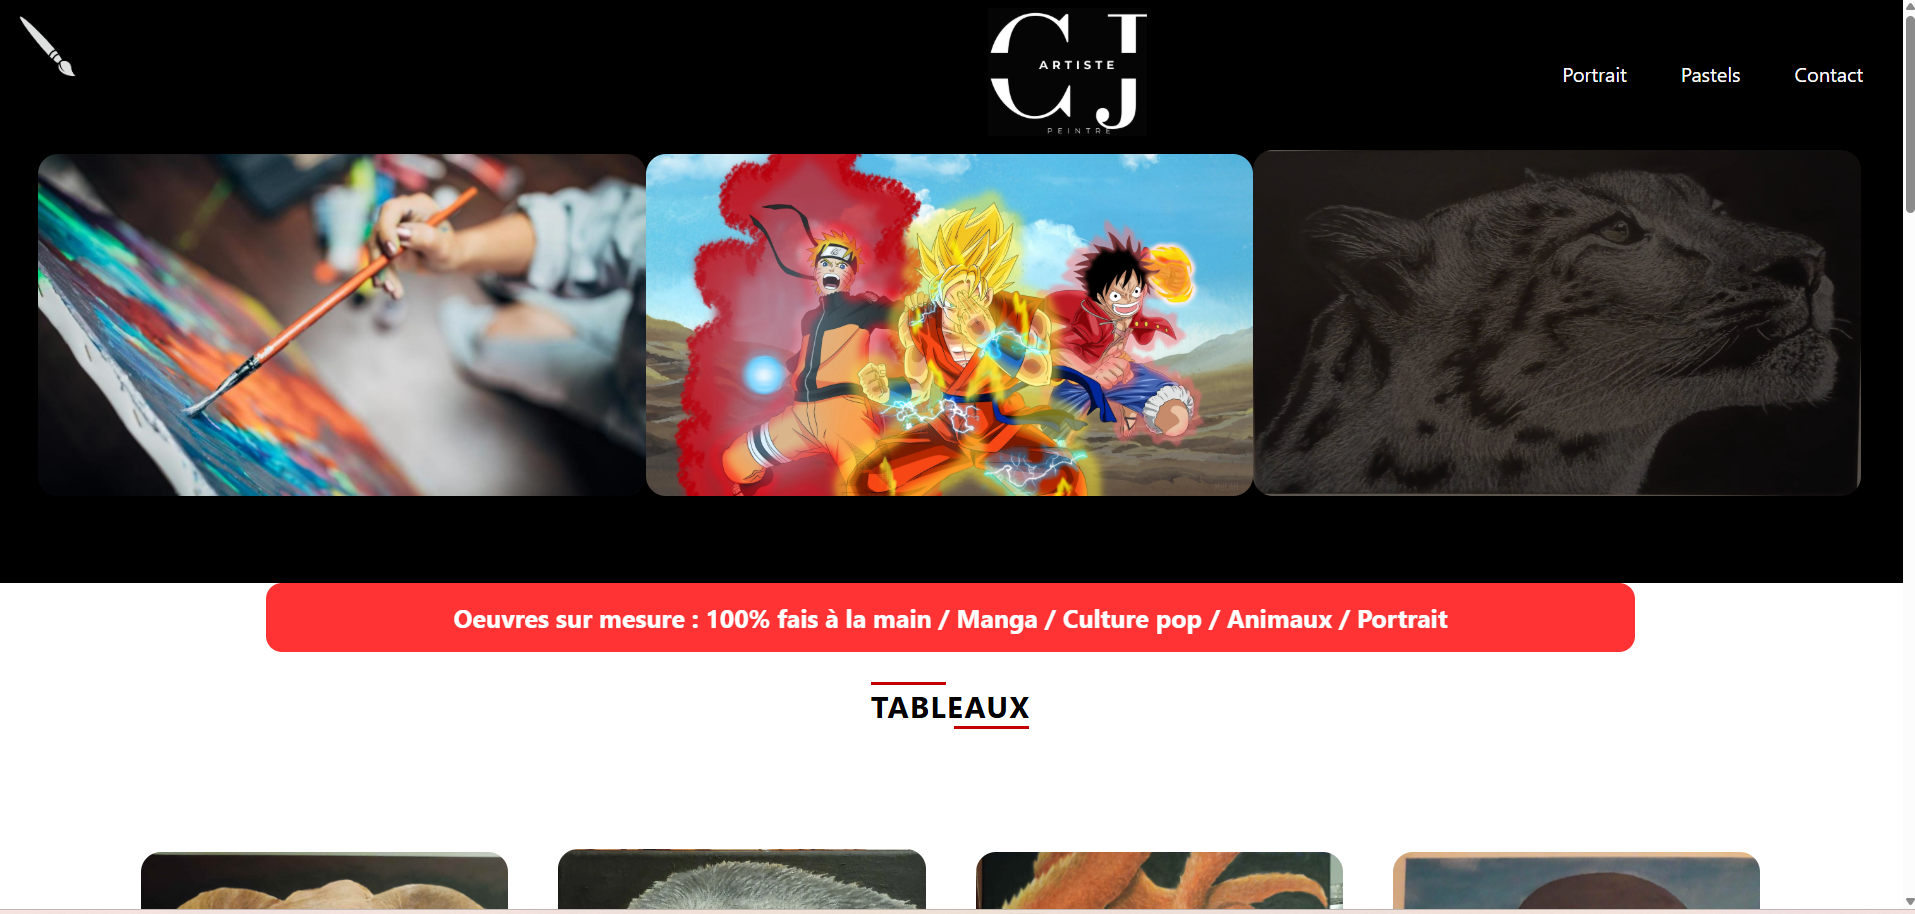 CJ
ARTISTE
PEINTRE
Portrait
Pastels
Contact
Oeuvres sur mesure : 100% fais à la main / Manga / Culture pop / Animaux / Portrait
TABLEAUX